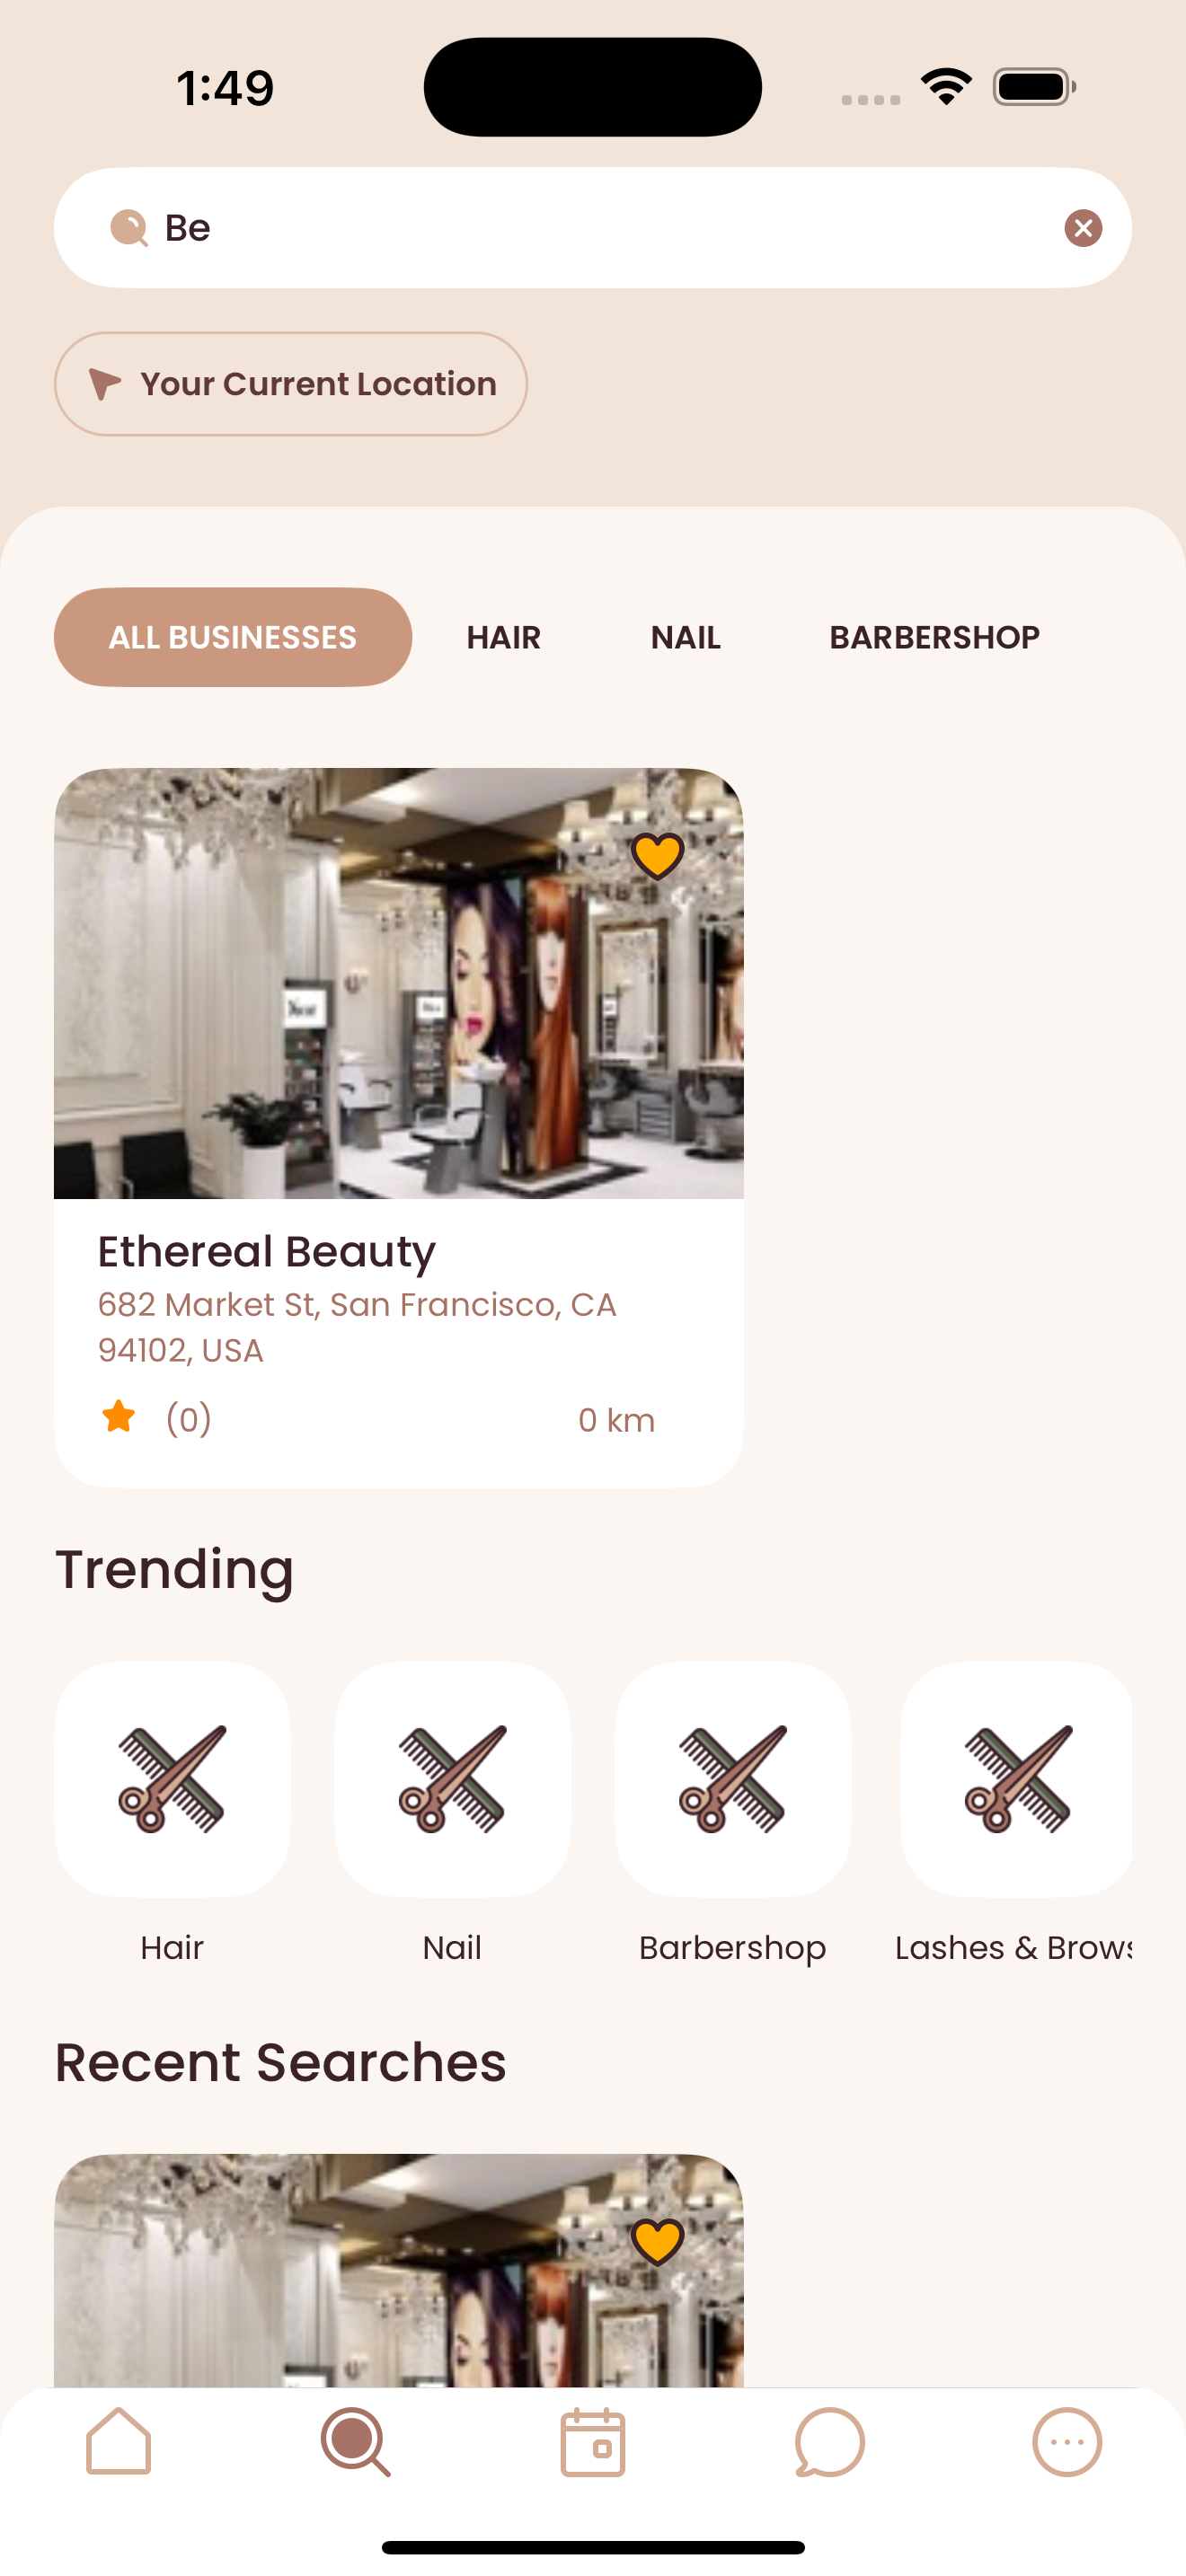 1:49
Be
Your Current Location
ALL BUSINESSES HAIR NAIL BARBERSHOP
Ethereal Beauty
682 Market St, San Francisco, CA
94102, USA
(0) 0 km
Trending
Hair Nail Barbershop Lashes & Brows
Recent Searches